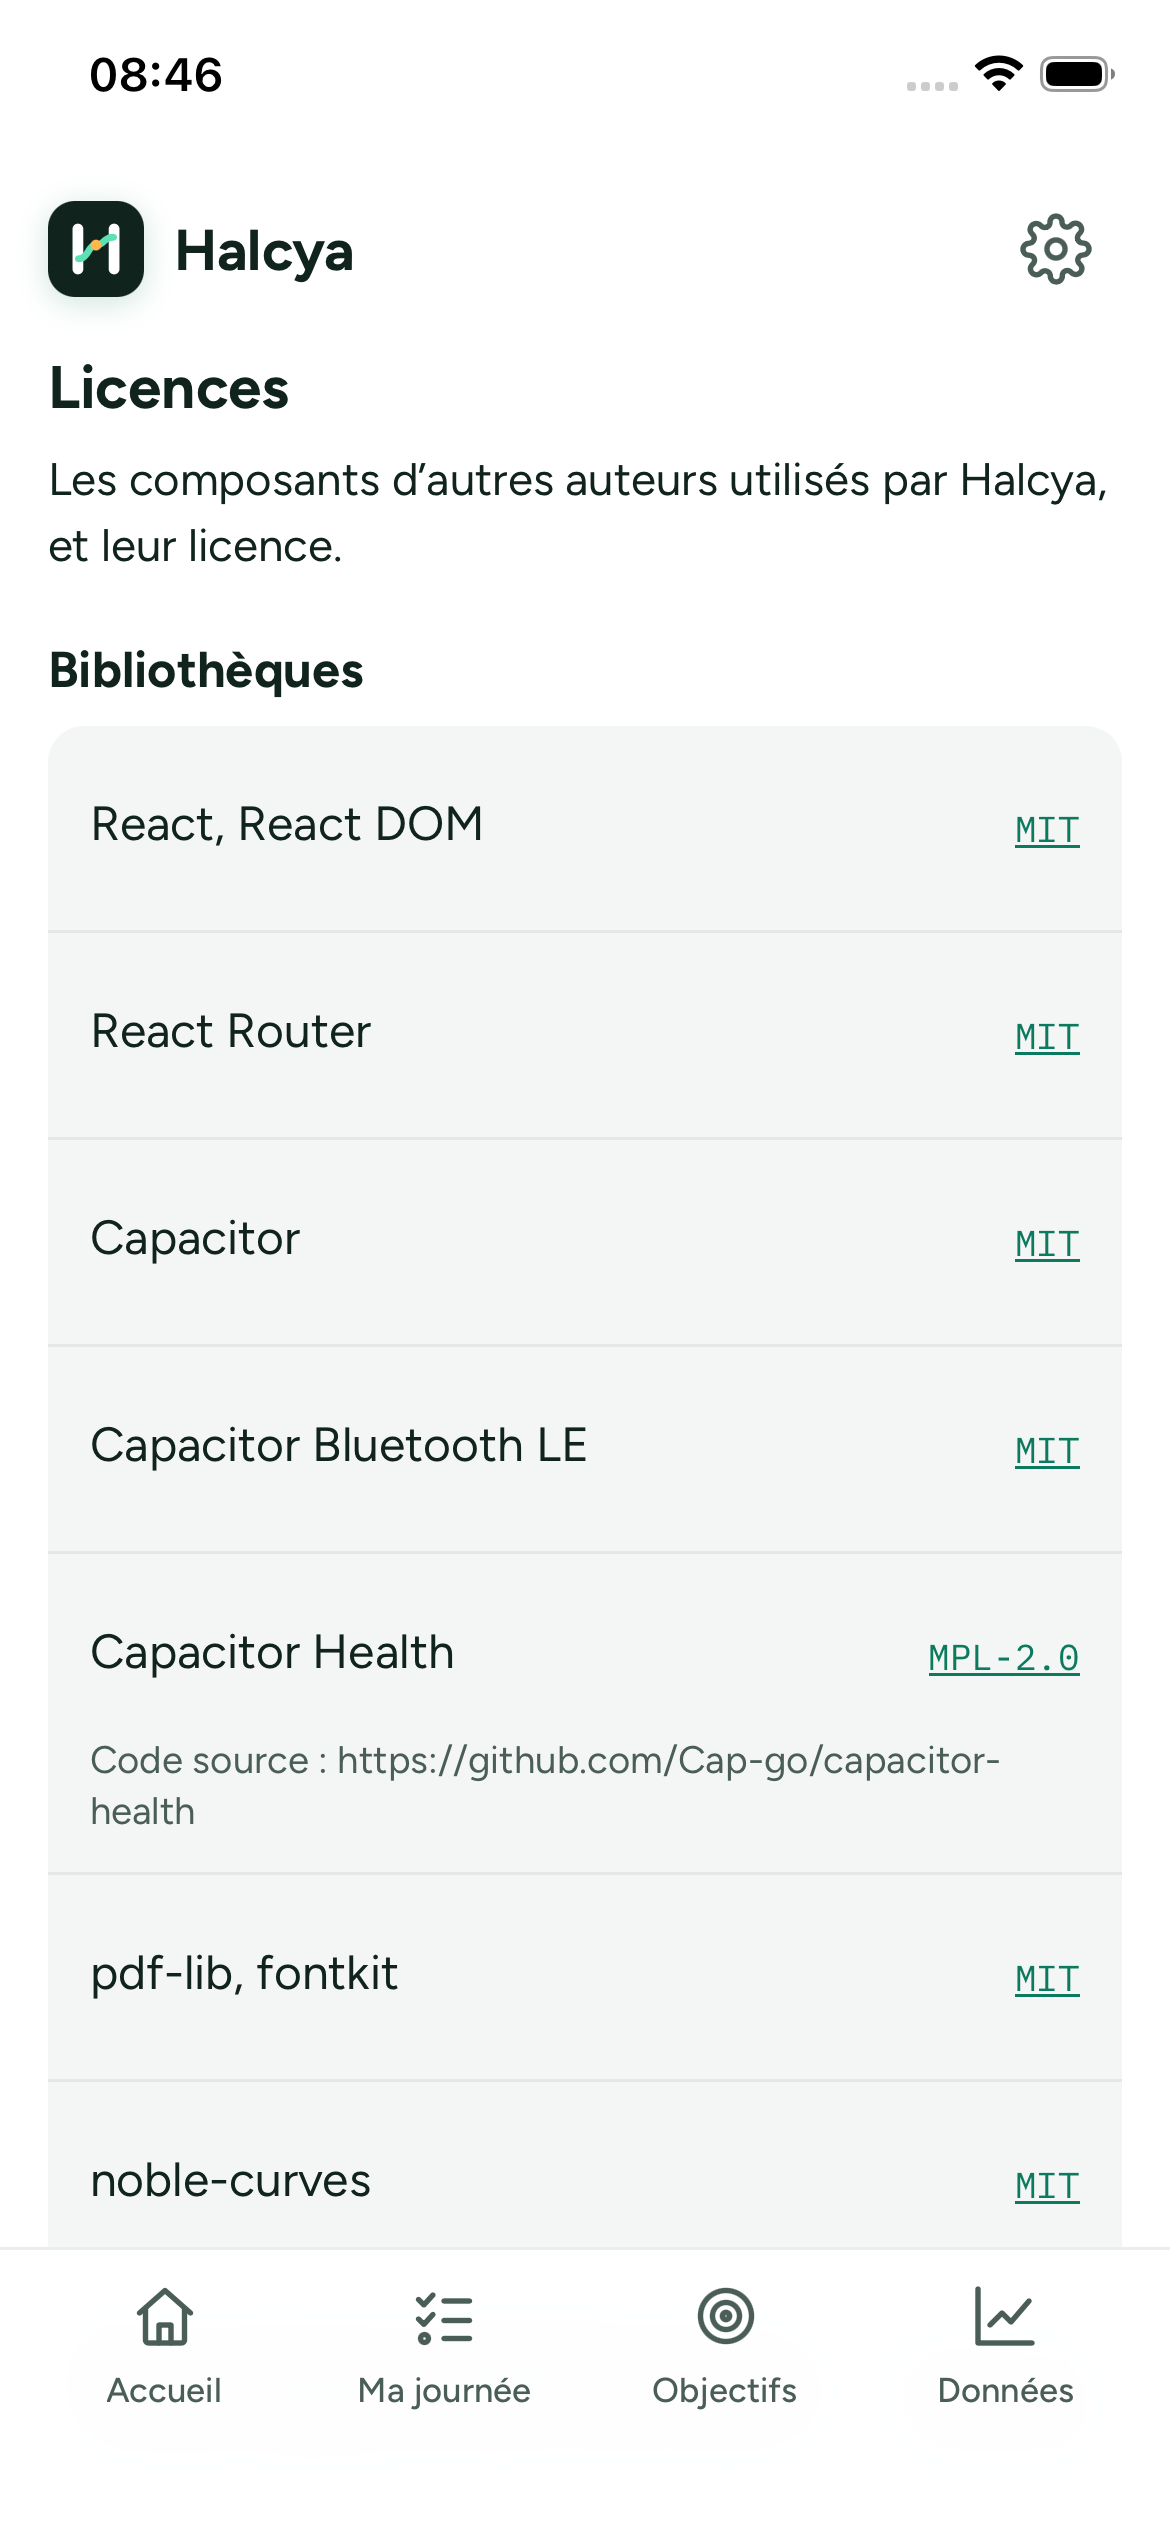 08:46
Halcya
Licences
Les composants d’autres auteurs utilisés par Halcya,
et leur licence.
Bibliothèques
React, React DOM MIT
React Router MIT
Capacitor MIT
Capacitor Bluetooth LE MIT
Capacitor Health MPL-2.0
Code source : https://github.com/Cap-go/capacitor-
health
pdf-lib, fontkit MIT
noble-curves MIT
Accueil Ma journée Objectifs Données